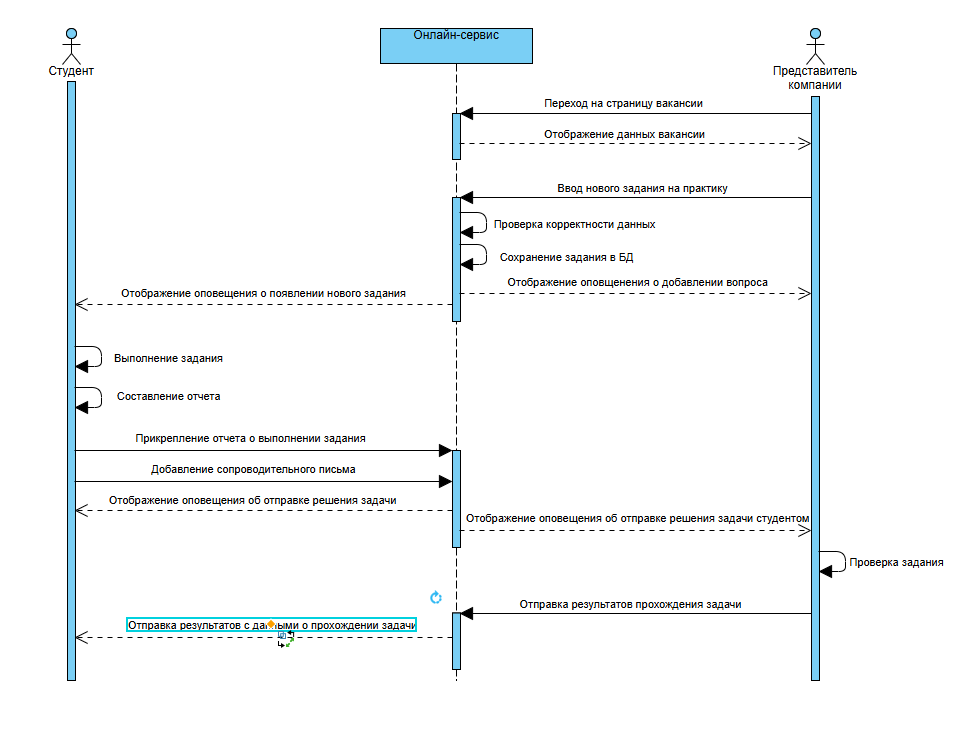 Онлайн-сервис
Студент
Представитель
компании
Переход на страницу вакансии
Отображение данных вакансии
Ввод нового задания на практику
Проверка корректности данных
Сохранение задания в БД
Отображение оповщенения о добавлении вопроса
Отображение оповещения о появлении нового задания
Выполнение задания
Составление отчета
Прикрепление отчета о выполнении задания
Добавление сопроводительного письма
Отображение оповещения об отправке решения задачи
Отображение оповещения об отправке решения задачи студентом
Проверка задания
Отправка результатов прохождения задачи
Отправка результатов с данными о прохождении задачи